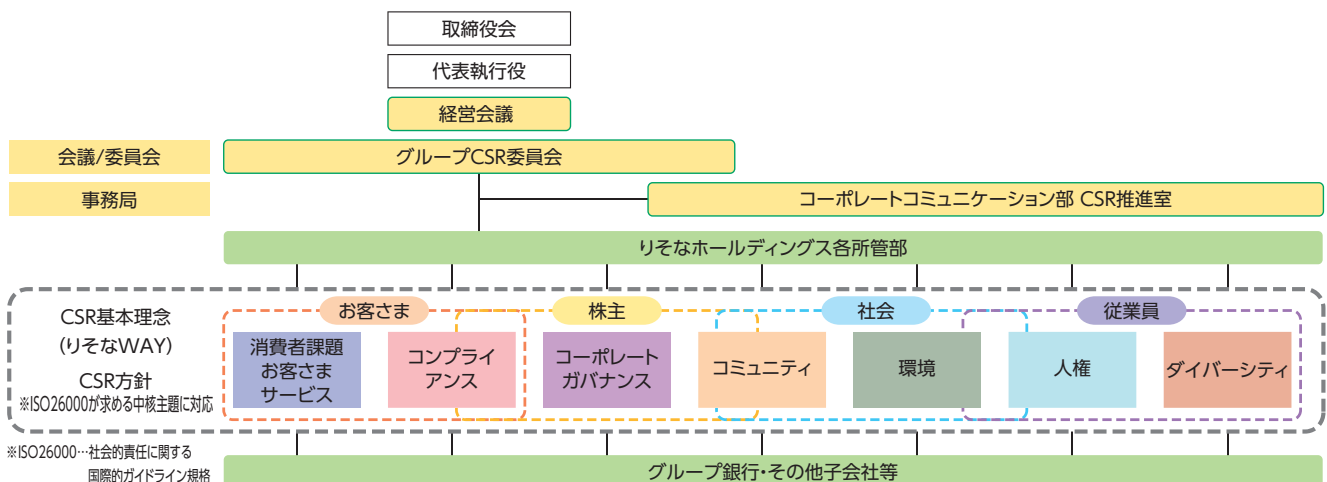 取締役会
代表執行役
経営会議
会議/委員会
グループCSR委員会
事務局
コーポレートコミュニケーション部 CSR推進室
りそなホールディングス各所管部
CSR基本理念
(りそなWAY)
CSR方針
※ISO26000が求める中核主題に対応
お客さま
株主
社会
従業員
消費者課題
お客さま
サービス
コンプライ
アンス
コーポレート
ガバナンス
コミュニティ
環境
人権
ダイバーシティ
※ISO26000…社会的責任に関する
国際的ガイドライン規格
グループ銀行・その他子会社等